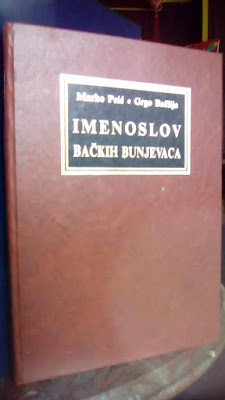 Marko Peić • Grgo Bačlija
IMENOSLOV
BAČKIH BUNJEVACA